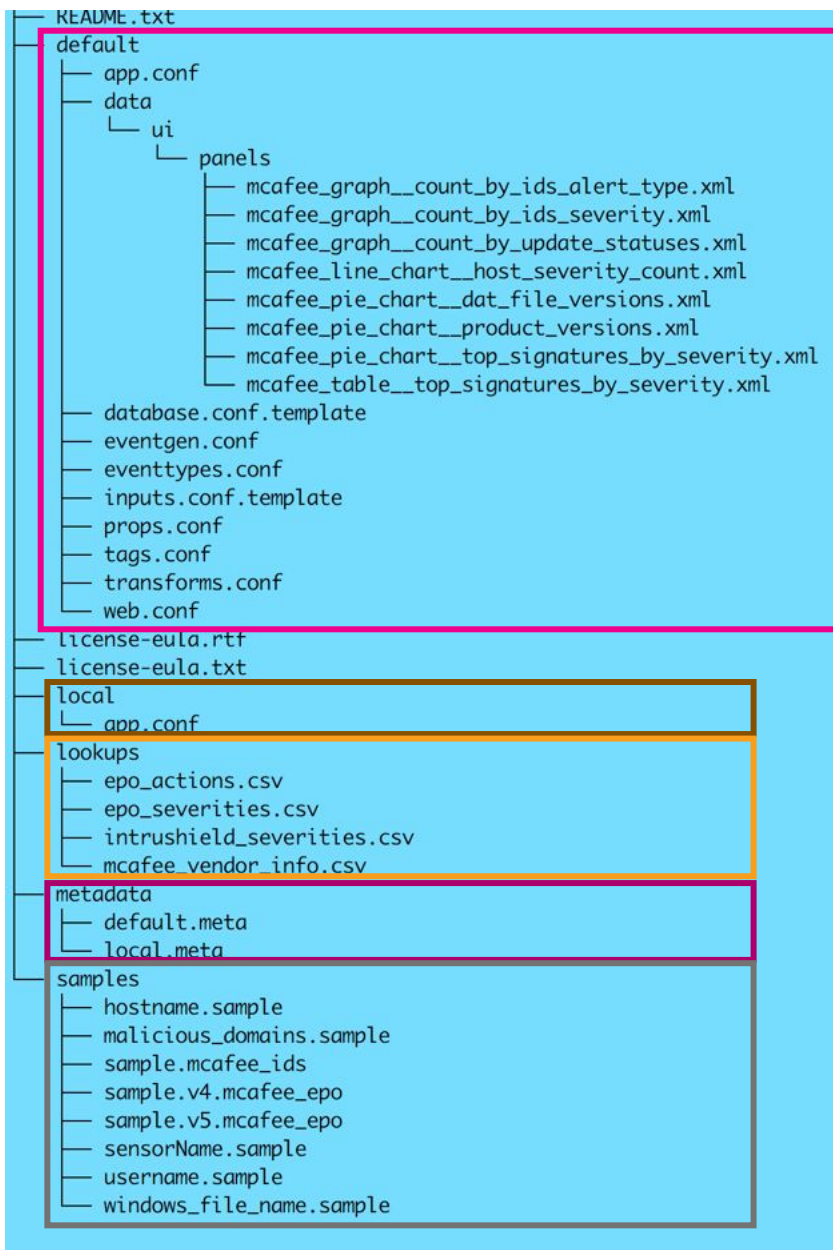 README.txt
default
app.conf
data
ui
panels
mcafee_graph__count_by_ids_alert_type.xml
mcafee_graph__count_by_ids_severity.xml
mcafee_graph__count_by_update_statuses.xml
mcafee_line_chart__host_severity_count.xml
mcafee_pie_chart__dat_file_versions.xml
mcafee_pie_chart__product_versions.xml
mcafee_pie_chart__top_signatures_by_severity.xml
mcafee_table__top_signatures_by_severity.xml
database.conf.template
eventgen.conf
eventtypes.conf
inputs.conf.template
props.conf
tags.conf
transforms.conf
web.conf
license-eula.rtf
license-eula.txt
local
app.conf
lookups
epo_actions.csv
epo_severities.csv
intrushield_severities.csv
mcafee_vendor_info.csv
metadata
default.meta
local.meta
samples
hostname.sample
malicious_domains.sample
sample.mcafee_ids
sample.v4.mcafee_epo
sample.v5.mcafee_epo
sensorName.sample
username.sample
windows_file_name.sample